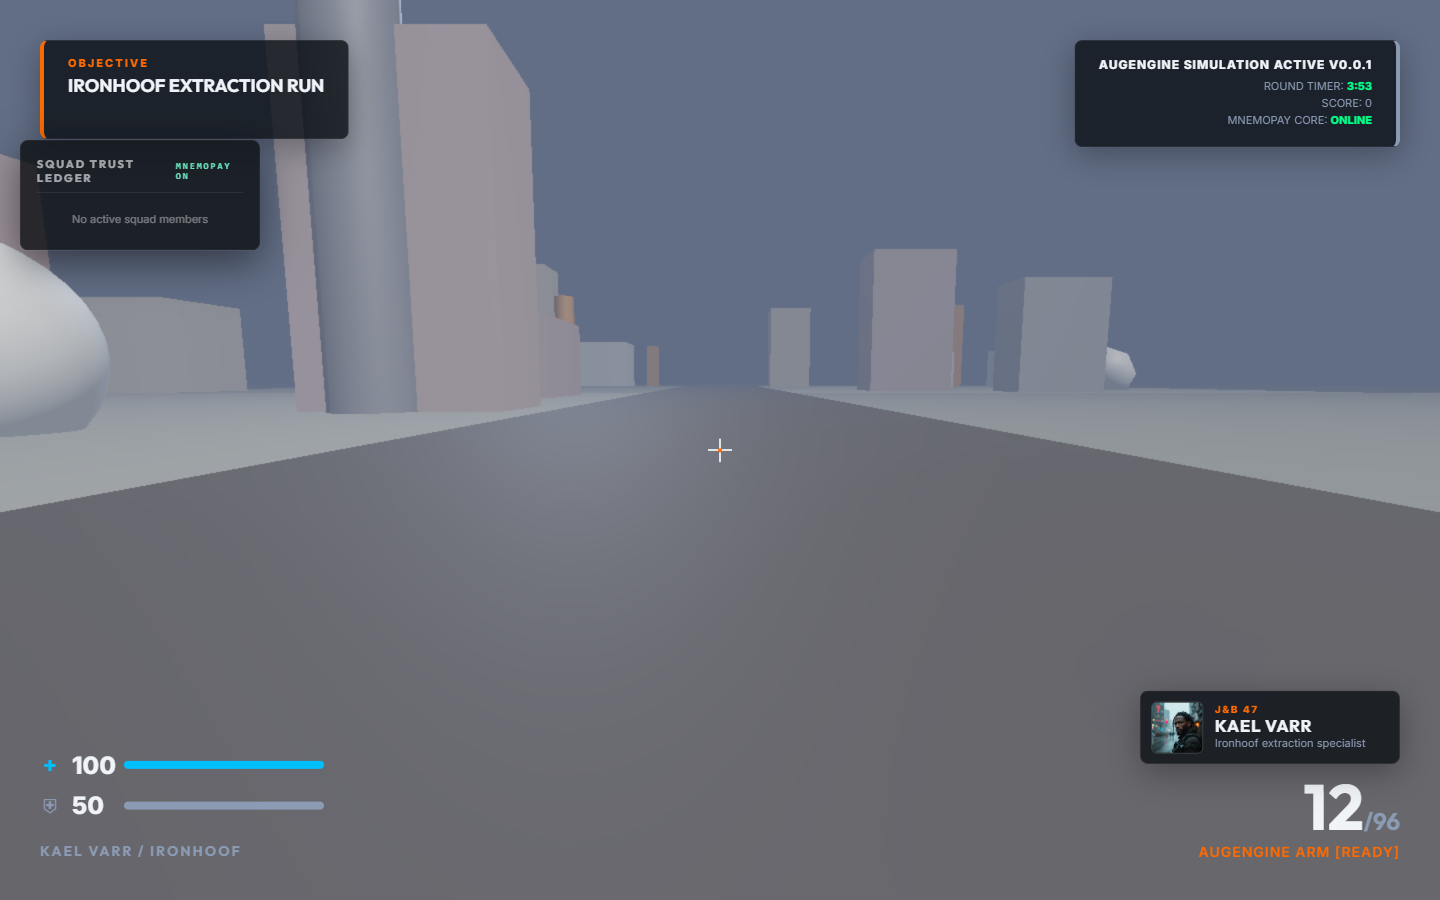 OBJECTIVE
IRONHOOF EXTRACTION RUN
SQUAD TRUST LEDGER
MNEMOPAY ON
No active squad members
AUGENGINE SIMULATION ACTIVE V0.0.1
ROUND TIMER: 3:53
SCORE: 0
MNEMOPAY CORE: ONLINE
100
50
KAEL VARR / IRONHOOF
J&B 47
KAEL VARR
Ironhoof extraction specialist
12/96
AUGENGINE ARM [READY]